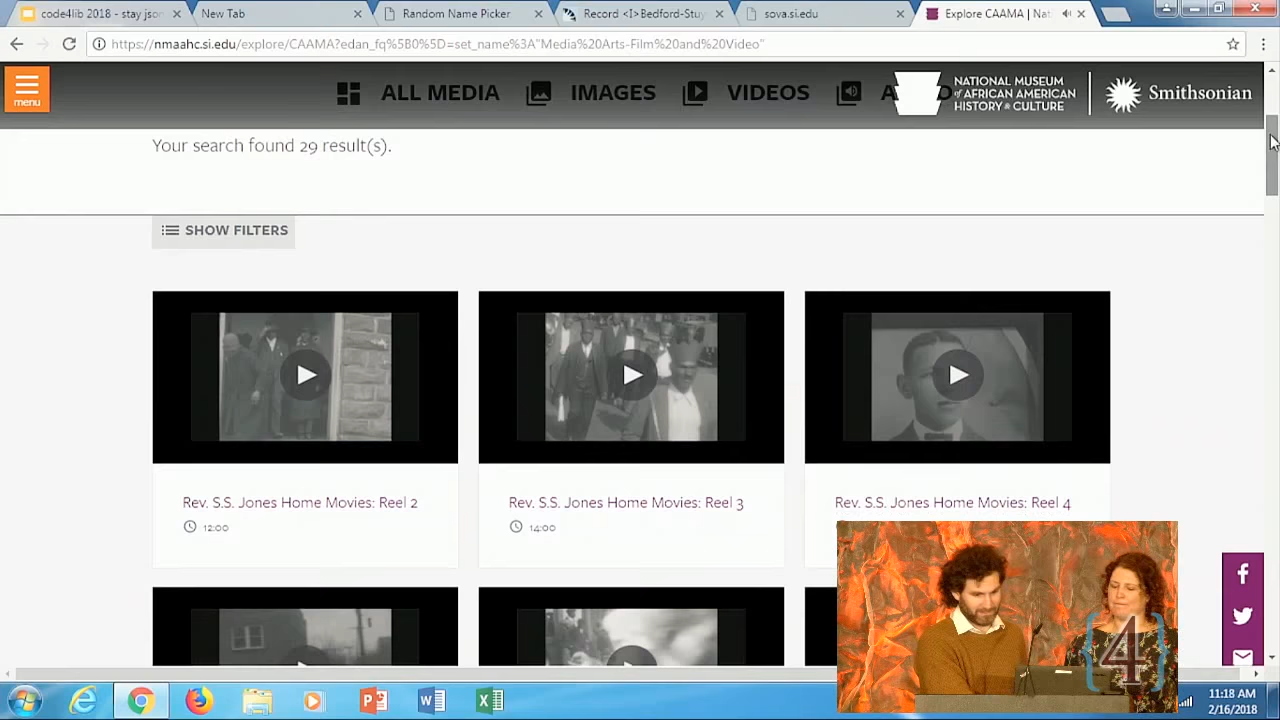 code4lib 2018 - stay json
New Tab
Random Name Picker
Record <I>Bedford-Stuy
sova.si.edu
Explore CAAMA | Nat
https://nmaahc.si.edu/explore/CAAMA?edan_fq%5B0%5D=set_name%3A"Media%20Arts-Film%20and%20Video"
menu
ALL MEDIA
IMAGES
VIDEOS
NATIONAL MUSEUM
of AFRICAN AMERICAN
HISTORY & CULTURE
Smithsonian
Your search found 29 result(s).
SHOW FILTERS
Rev. S.S. Jones Home Movies: Reel 2
12:00
Rev. S.S. Jones Home Movies: Reel 3
14:00
Rev. S.S. Jones Home Movies: Reel 4
{4}
11:18 AM
2/16/2018